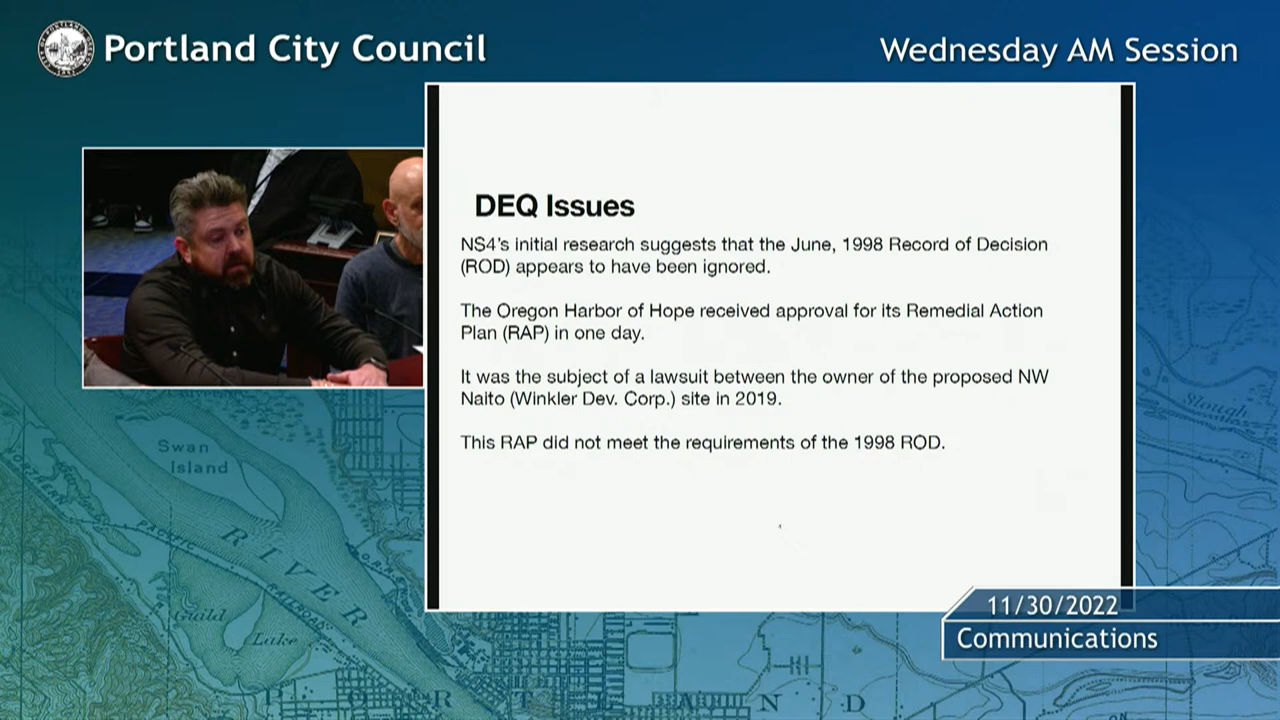 Portland City Council
Wednesday AM Session
DEQ Issues
NS4's initial research suggests that the June, 1998 Record of Decision
(ROD) appears to have been ignored.
The Oregon Harbor of Hope received approval for its Remedial Action
Plan (RAP) in one day.
It was the subject of a lawsuit between the owner of the proposed NW
Naito (Winkler Dev. Corp.) site in 2019.
This RAP did not meet the requirements of the 1998 ROD.
11/30/2022
Communications
Swan
Island
RIVER
NORTHERN
PACIFIC
RAILROAD
Guild
Lake
Slough